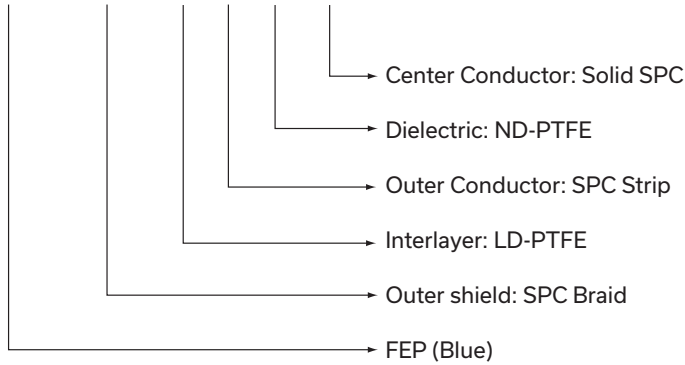 Center Conductor: Solid SPC
Dielectric: ND-PTFE
Outer Conductor: SPC Strip
Interlayer: LD-PTFE
Outer shield: SPC Braid
FEP (Blue)